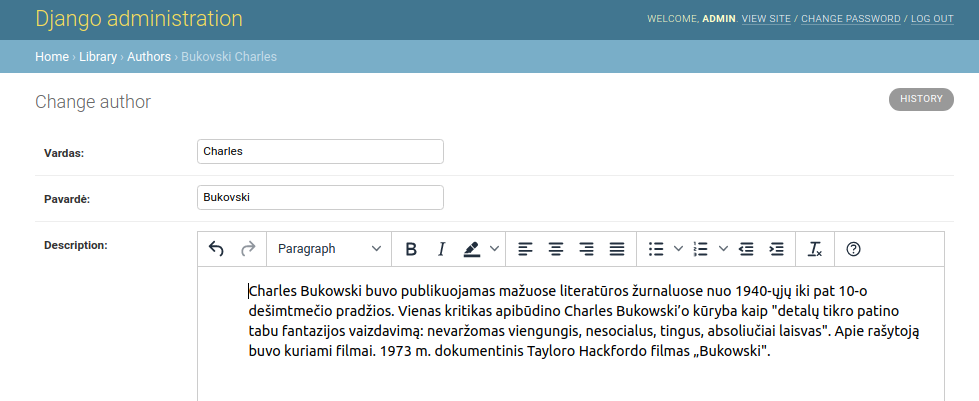 Django administration
WELCOME, ADMIN. VIEW SITE / CHANGE PASSWORD / LOG OUT
Home › Library › Authors › Bukovski Charles
Change author
HISTORY
Vardas:
Charles
Pavardė:
Bukovski
Description:
Paragraph
Charles Bukowski buvo publikuojamas mažuose literatūros žurnaluose nuo 1940-ųjų iki pat 10-o
dešimtmečio pradžios. Vienas kritikas apibūdino Charles Bukowski’o kūryba kaip "detalų tikro patino
tabu fantazijos vaizdavimą: nevaržomas viengungis, nesocialus, tingus, absoliučiai laisvas". Apie rašytoją
buvo kuriami filmai. 1973 m. dokumentinis Tayloro Hackfordo filmas „Bukowski".